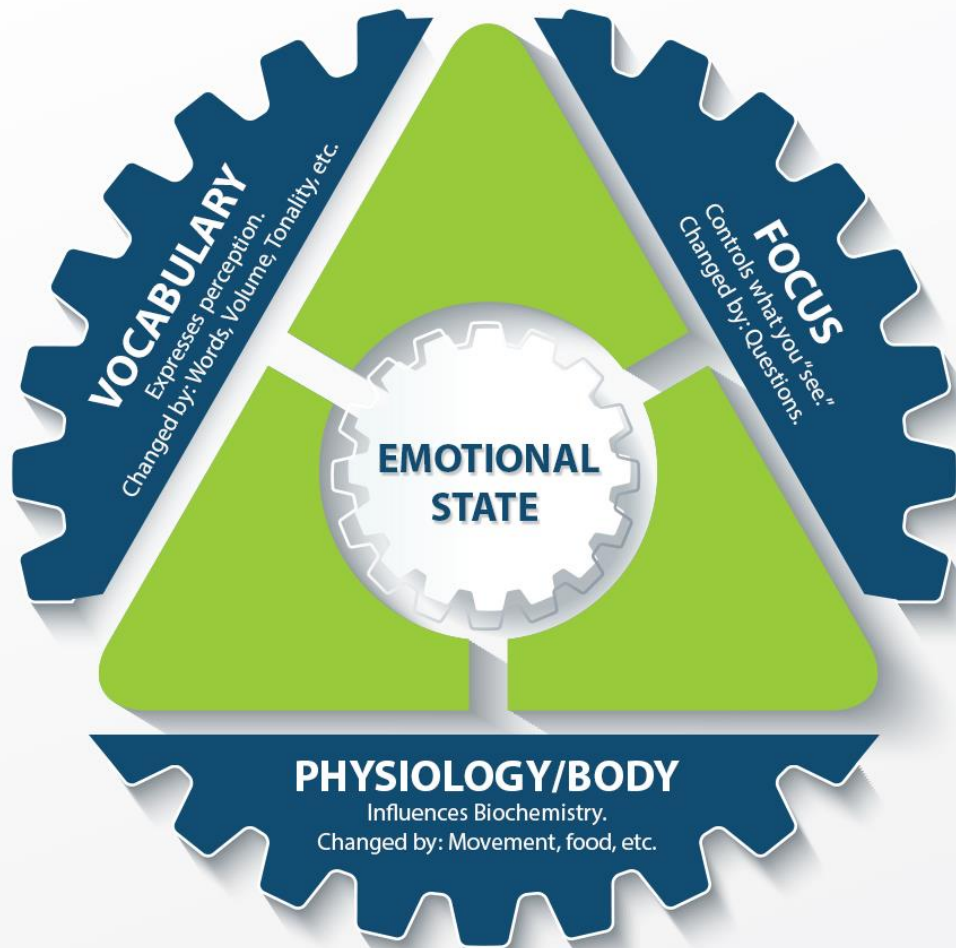 VOCABULARY
Expresses perception.
Changed by: Words, Volume, Tonality, etc.
FOCUS
Controls what you "see."
Changed by: Questions.
EMOTIONAL
STATE
PHYSIOLOGY/BODY
Influences Biochemistry.
Changed by: Movement, food, etc.